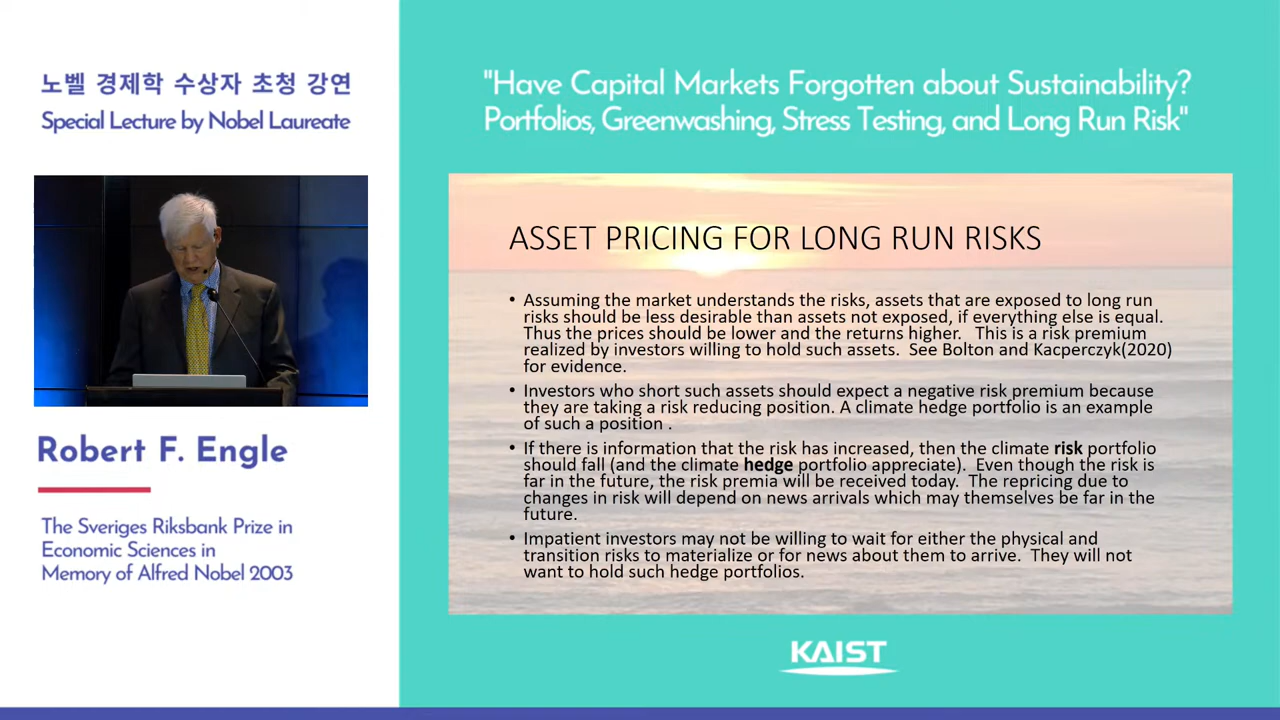 노벨 경제학 수상자 초청 강연
Special Lecture by Nobel Laureate
"Have Capital Markets Forgotten about Sustainability?
Portfolios, Greenwashing, Stress Testing, and Long Run Risk"
Robert F. Engle
The Sveriges Riksbank Prize in
Economic Sciences in
Memory of Alfred Nobel 2003
ASSET PRICING FOR LONG RUN RISKS
• Assuming the market understands the risks, assets that are exposed to long run
risks should be less desirable than assets not exposed, if everything else is equal.
Thus the prices should be lower and the returns higher. This is a risk premium
realized by investors willing to hold such assets. See Bolton and Kacperczyk(2020)
for evidence.
• Investors who short such assets should expect a negative risk premium because
they are taking a risk reducing position. A climate hedge portfolio is an example
of such a position .
• If there is information that the risk has increased, then the climate risk portfolio
should fall (and the climate hedge portfolio appreciate). Even though the risk is
far in the future, the risk premia will be received today. The repricing due to
changes in risk will depend on news arrivals which may themselves be far in the
future.
• Impatient investors may not be willing to wait for either the physical and
transition risks to materialize or for news about them to arrive. They will not
want to hold such hedge portfolios.
KAIST